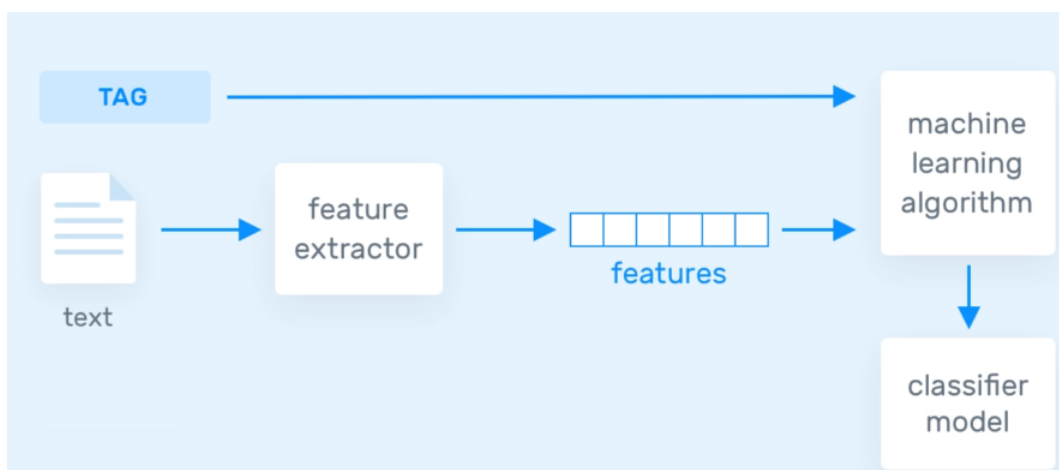 TAG
text
feature
extractor
features
machine
learning
algorithm
classifier
model